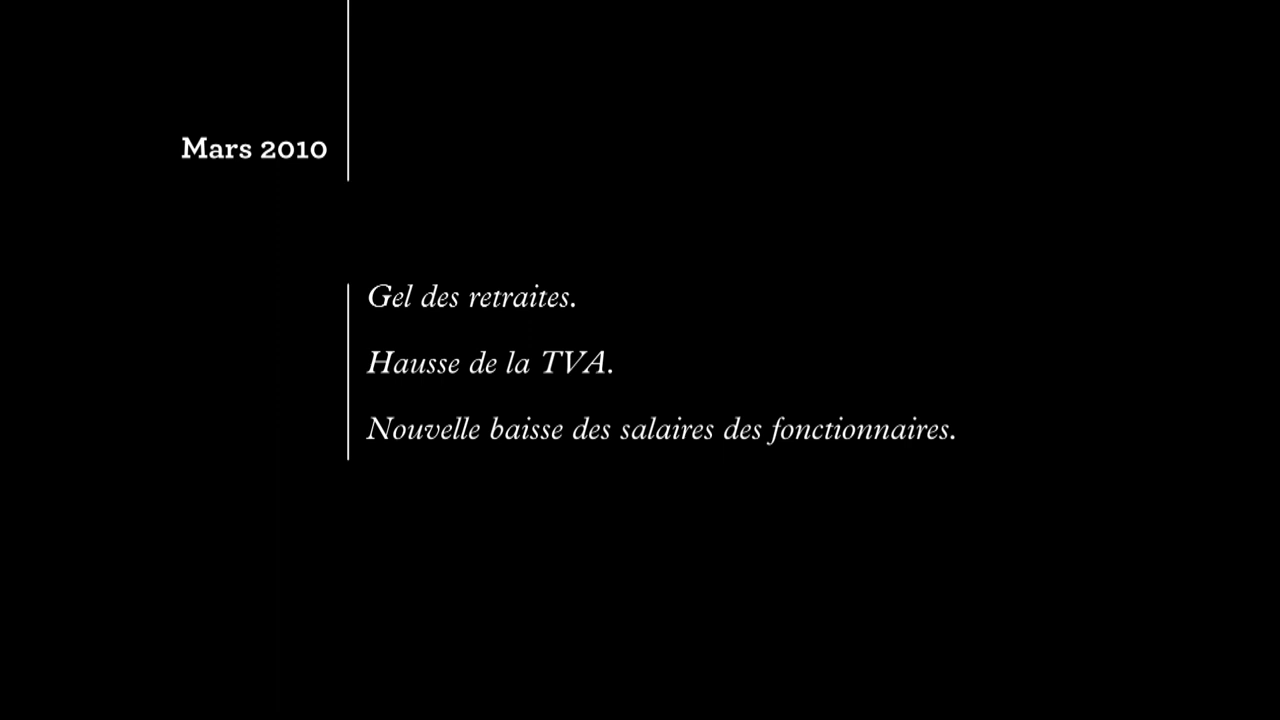 Mars 2010
Gel des retraites.
Hausse de la TVA.
Nouvelle baisse des salaires des fonctionnaires.